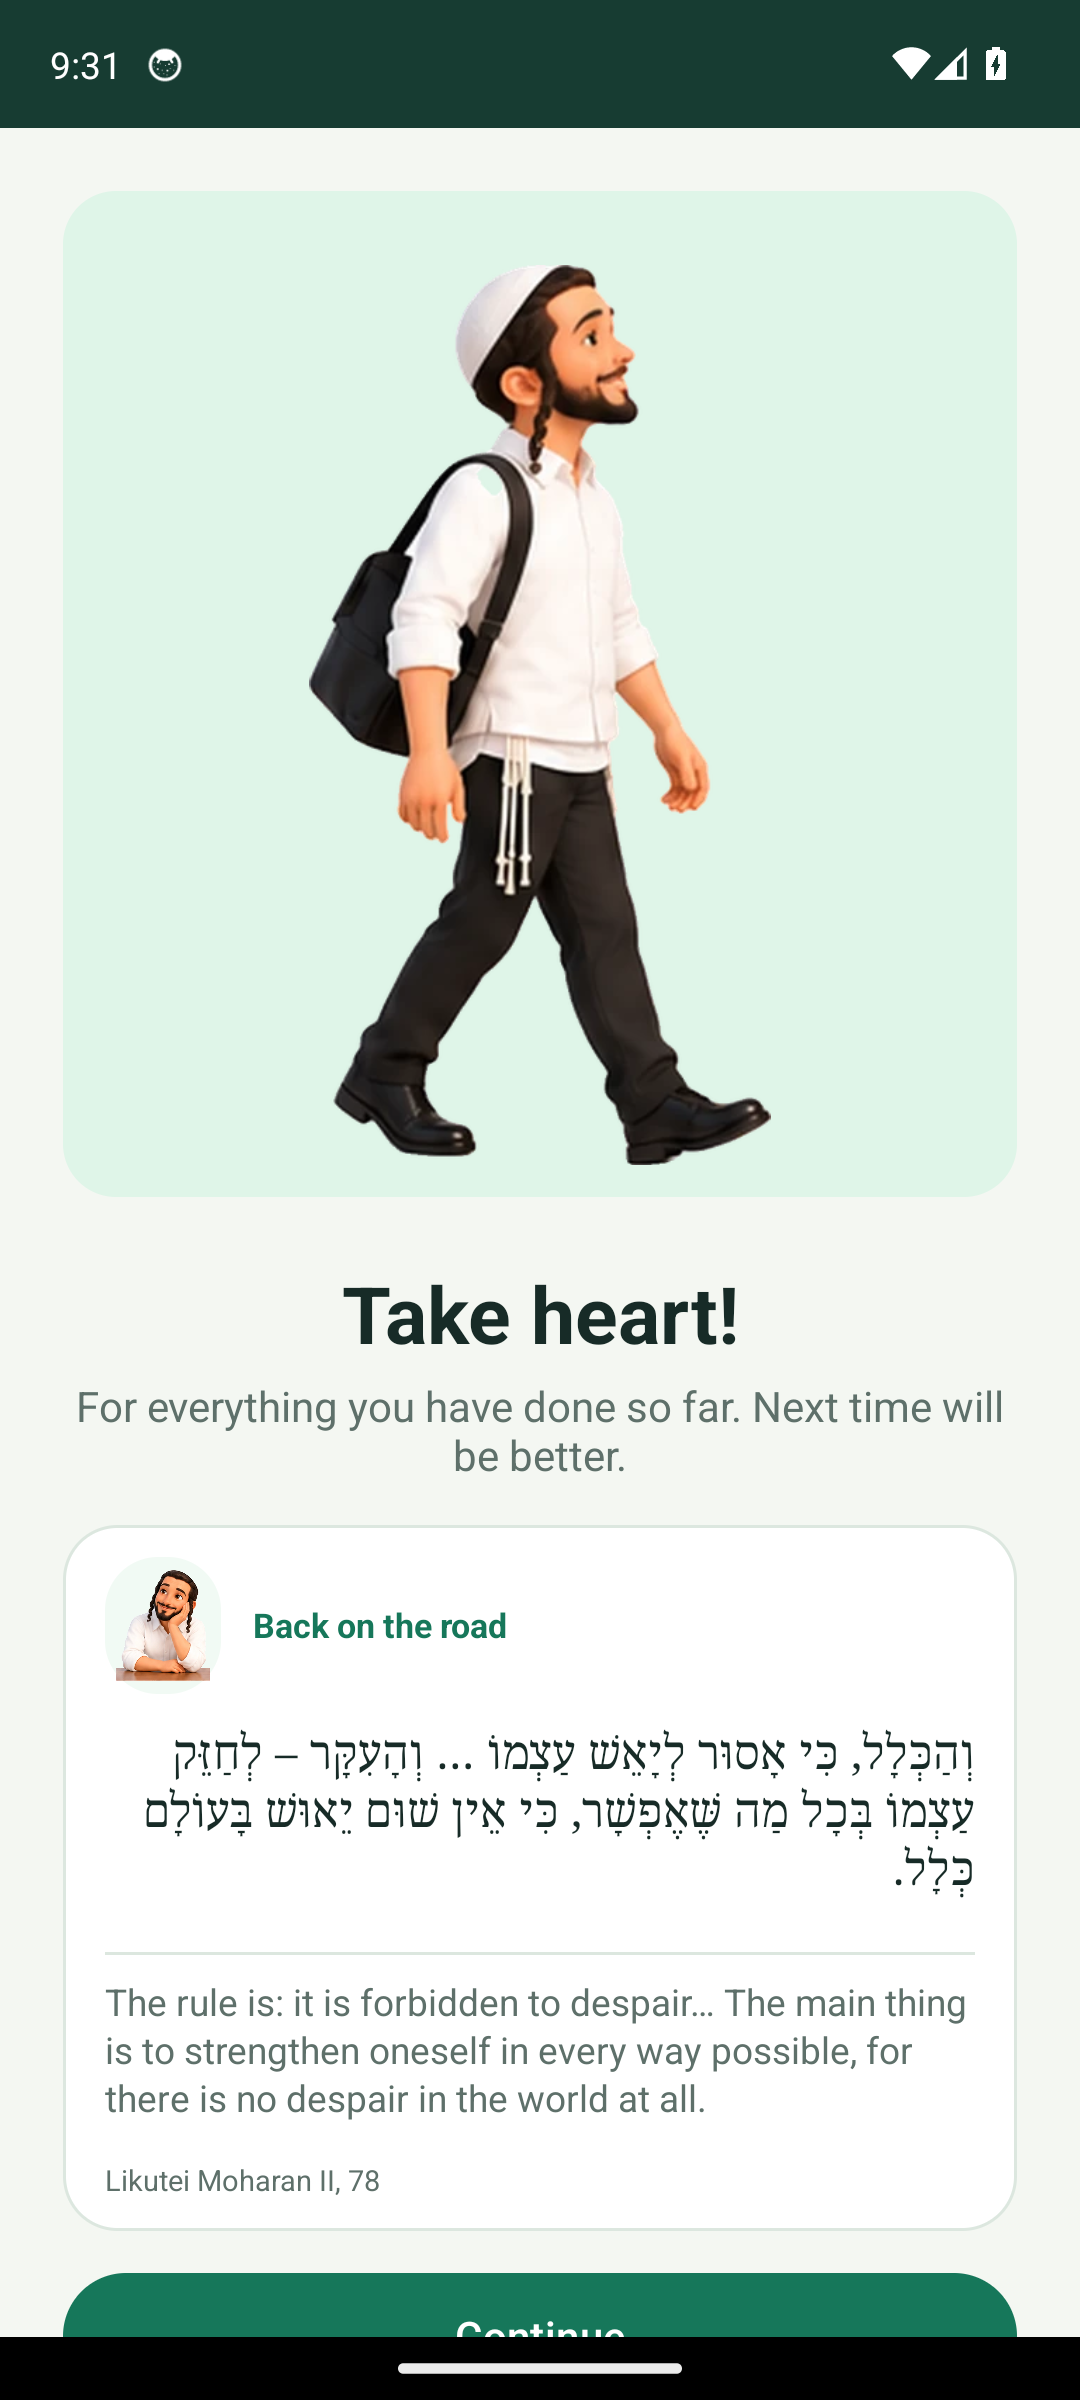 9:31
Take heart!
For everything you have done so far. Next time will
be better.
Back on the road
וְהַכְּלָל, כִּי אָסוּר לְיָאֵשׁ עַצְמוֹ ... וְהָעִקָּר – לְחַזֵּק
עַצְמוֹ בְּכָל מַה שֶּׁאֶפְשָׁר, כִּי אֵין שׁוּם יֵאוּשׁ בָּעוֹלָם
כְּלָל.
The rule is: it is forbidden to despair... The main thing
is to strengthen oneself in every way possible, for
there is no despair in the world at all.
Likutei Moharan II, 78
Continue